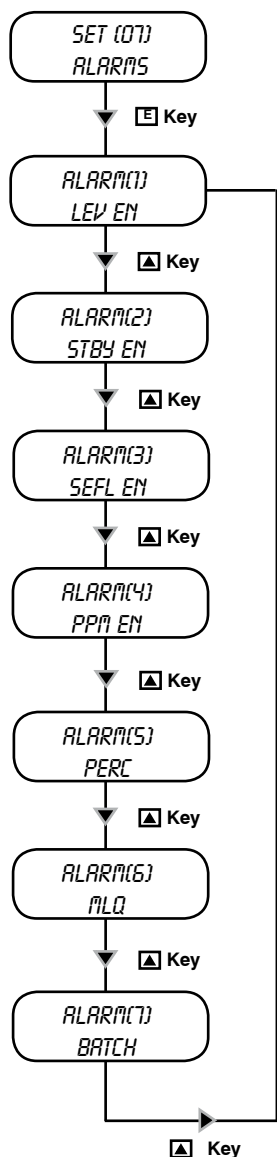 SET (07)
ALARMS
E Key
ALARM(1)
LEV EN
Key
ALARM(2)
STBY EN
Key
ALARM(3)
SEFL EN
Key
ALARM(4)
PPM EN
Key
ALARM(5)
PERC
Key
ALARM(6)
MLQ
Key
ALARM(7)
BATCH
Key